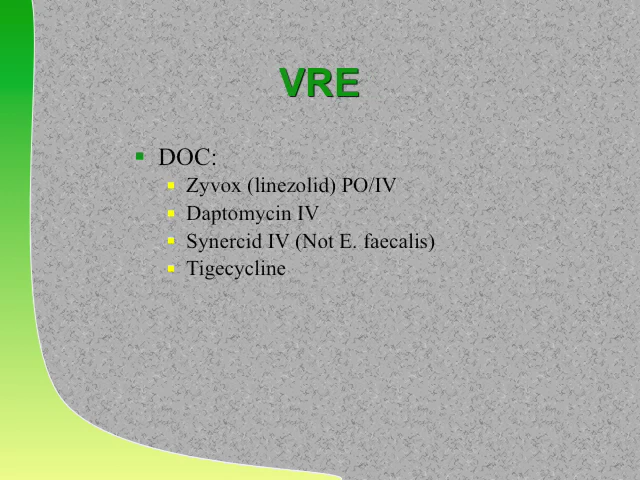 VRE
DOC:
Zyvox (linezolid) PO/IV
Daptomycin IV
Synercid IV (Not E. faecalis)
Tigecycline